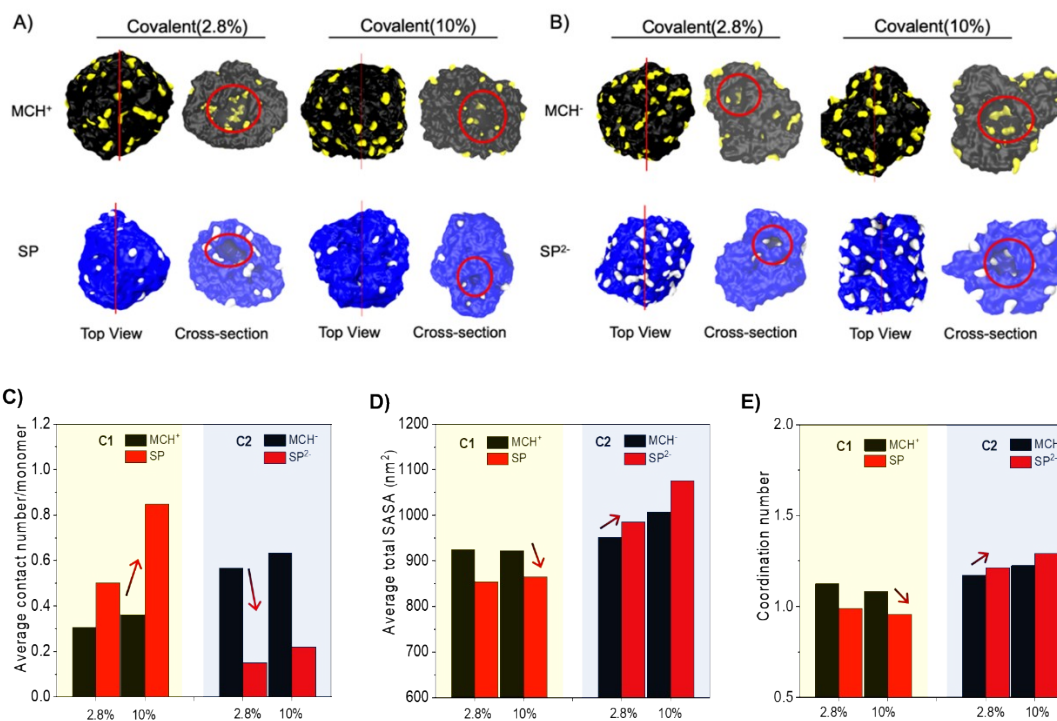 A)
Covalent(2.8%) Covalent(10%)
MCH⁺
SP
Top View Cross-section Top View Cross-section
B)
Covalent(2.8%) Covalent(10%)
MCH⁻
SP²⁻
Top View Cross-section Top View Cross-section
C)
Average contact number/monomer
1.2
1.0
0.8
0.6
0.4
0.2
0.0
C1 MCH⁺
SP
C2 MCH⁻
SP²⁻
2.8% 10% 2.8% 10%
D)
Average total SASA (nm²)
1200
1100
1000
900
800
700
600
C1 MCH⁺
SP
C2 MCH⁻
SP²⁻
2.8% 10% 2.8% 10%
E)
Coordination number
2.0
1.5
1.0
0.5
C1 MCH⁺
SP
C2 MCH⁻
SP²⁻
2.8% 10% 2.8% 10%